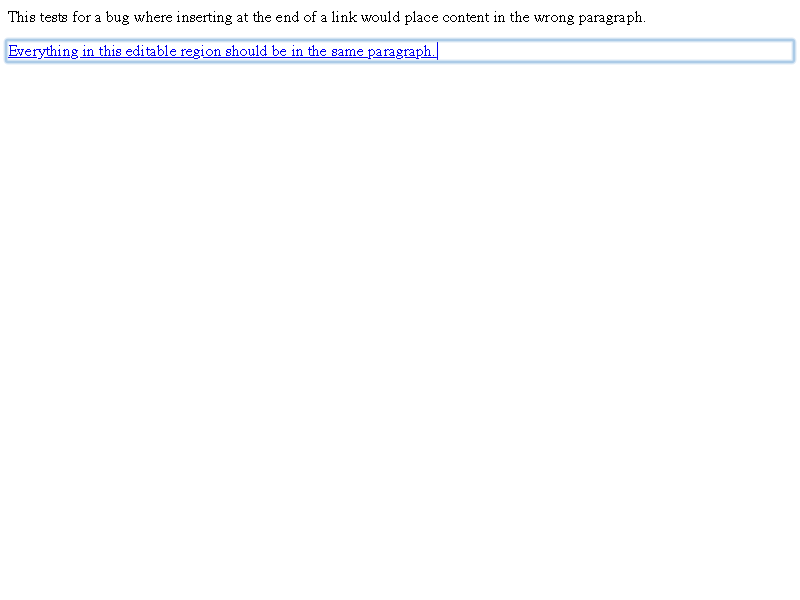 This tests for a bug where inserting at the end of a link would place content in the wrong paragraph.
Everything in this editable region should be in the same paragraph.